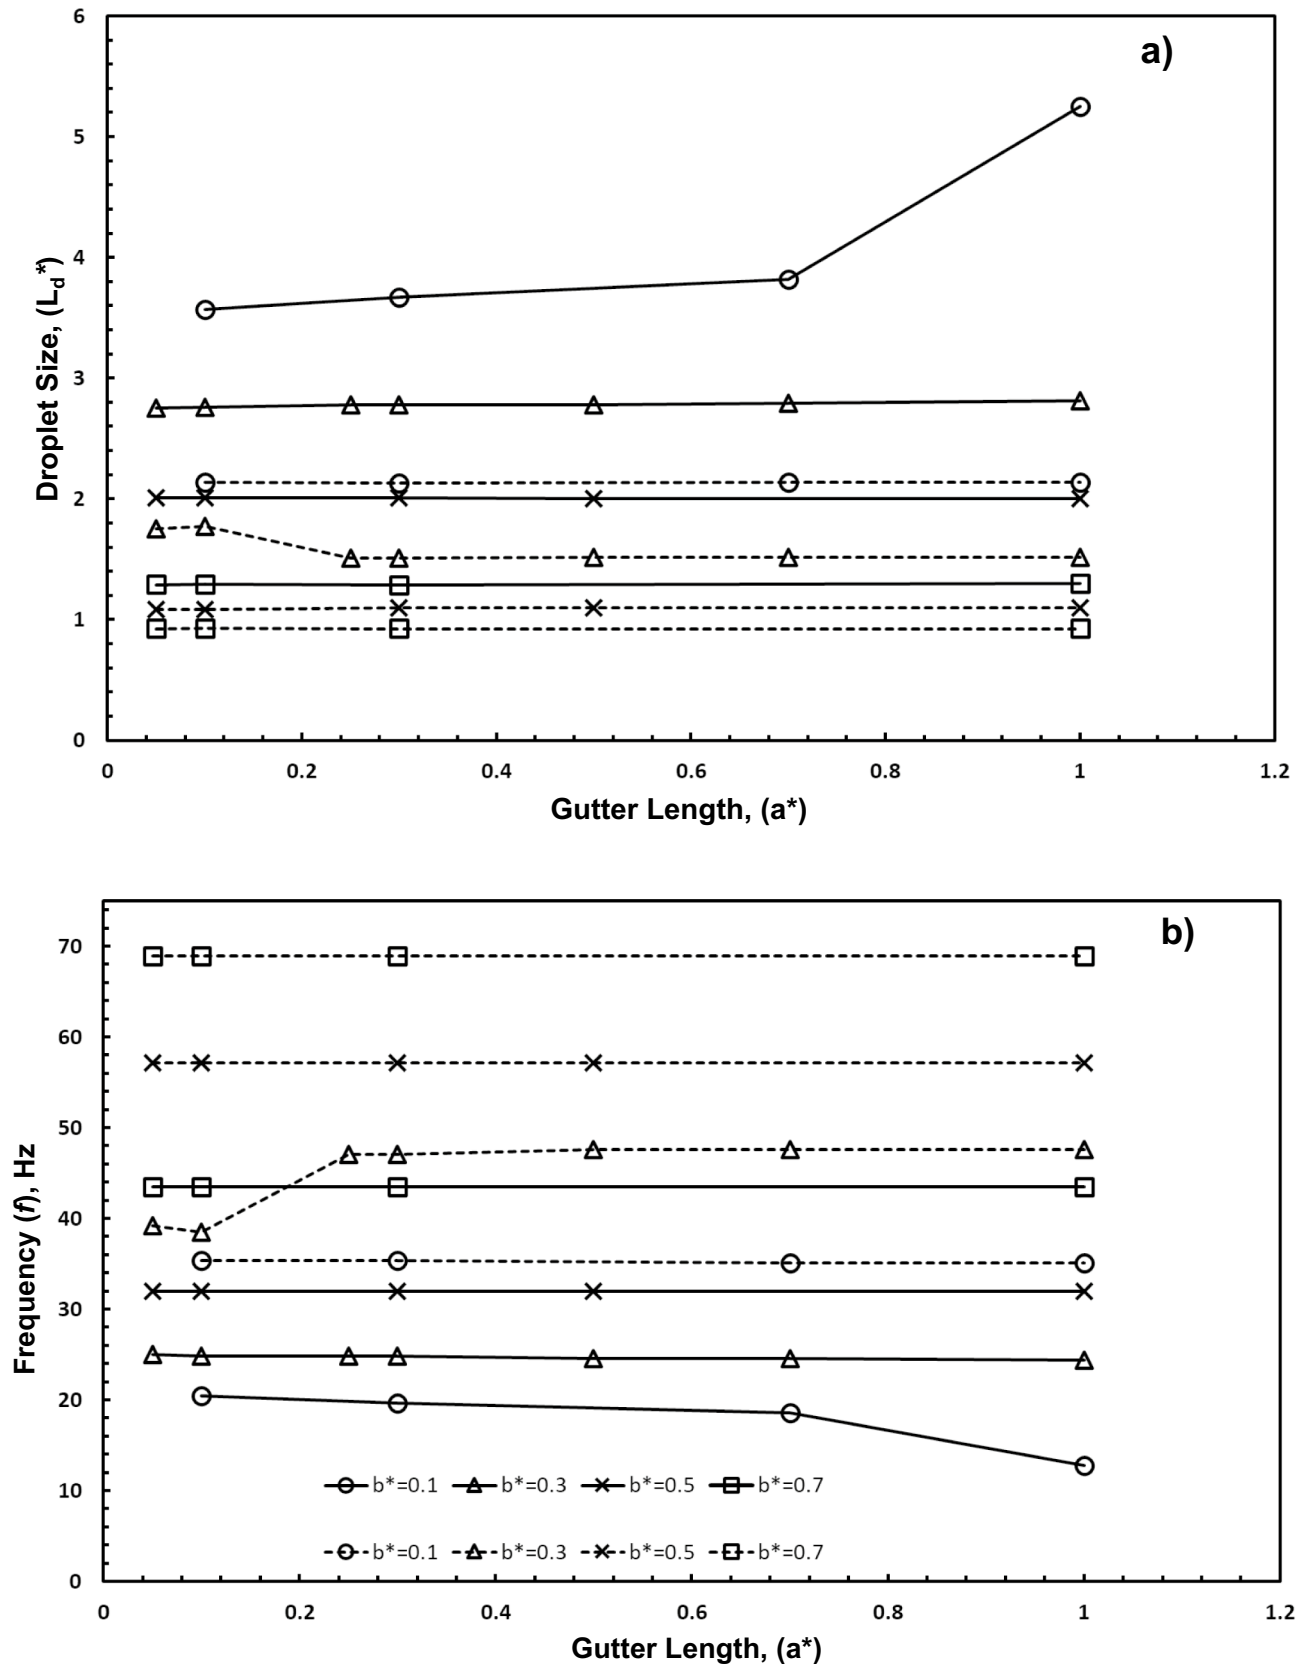 a)
6
5
4
3
2
1
0
Droplet Size, (L_d*)
0 0.2 0.4 0.6 0.8 1 1.2
Gutter Length, (a*)
b)
70
60
50
40
30
20
10
0
Frequency (f), Hz
b*=0.1 b*=0.3 b*=0.5 b*=0.7
b*=0.1 b*=0.3 b*=0.5 b*=0.7
0 0.2 0.4 0.6 0.8 1 1.2
Gutter Length, (a*)